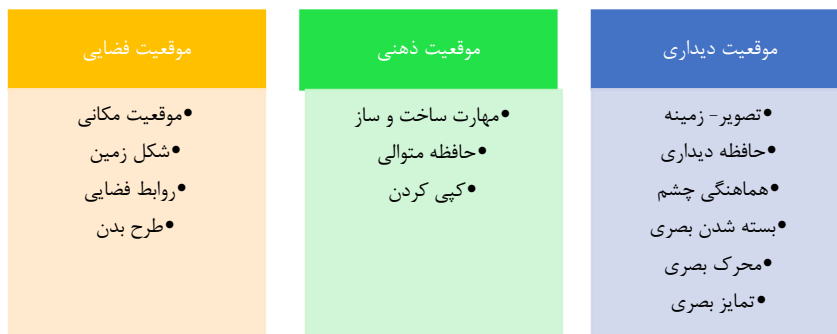 موقعیت دیداری
•تصویر- زمینه
•حافظه دیداری
•هماهنگی چشم
•بسته شدن بصری
•محرک بصری
•تمایز بصری
موقعیت ذهنی
•مهارت ساخت و ساز
•حافظه متوالی
•کپی کردن
موقعیت فضایی
•موقعیت مکانی
•شکل زمین
•روابط فضایی
•طرح بدن